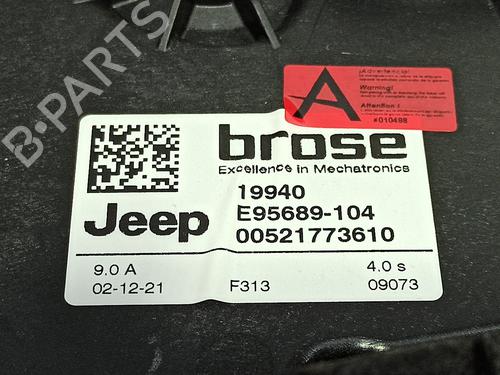 B-PARTS
¡Advertencia!
Warning!
Attention !
#010498
A
brose
Excellence in Mechatronics
Jeep
19940
E95689-104
00521773610
9.0 A
4.0 s
02-12-21
F313
09073